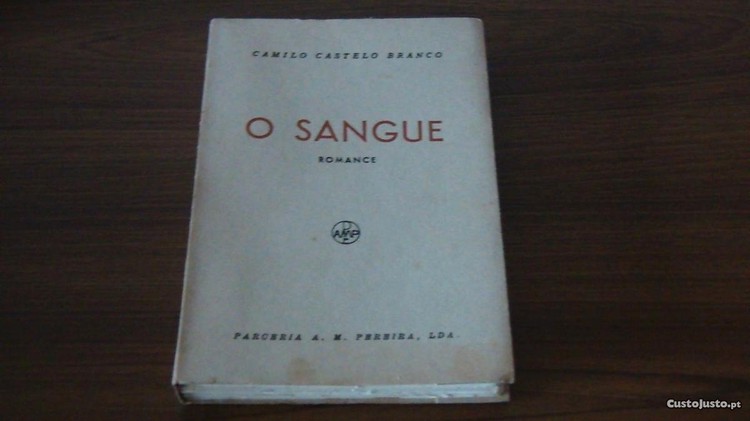 CAMILO CASTELO BRANCO
O SANGUE
ROMANCE
PARCERIA A. M. PEREIRA, LDA.
CustoJusto.pt